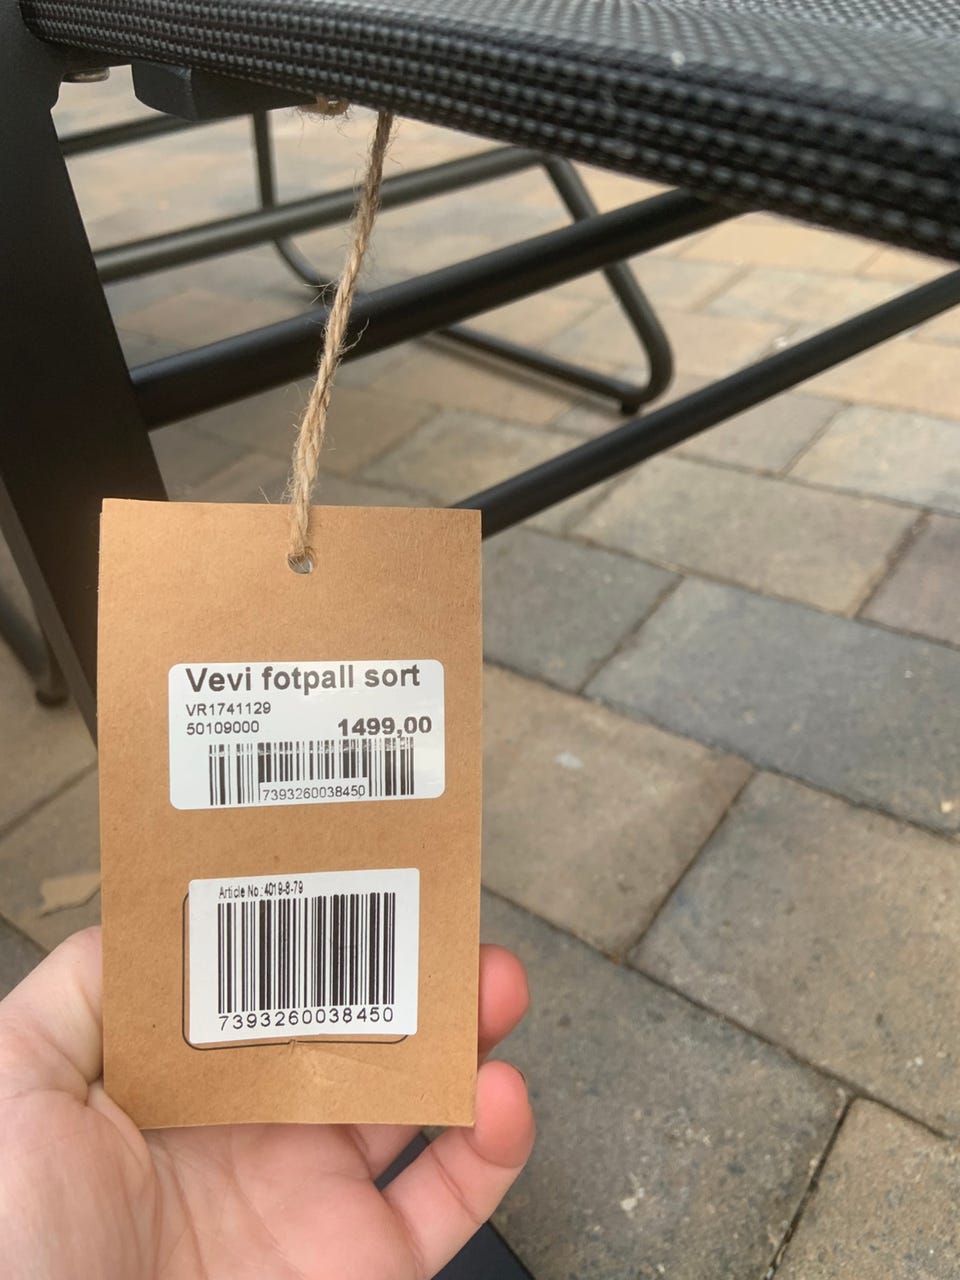 Vevi fotpall sort
VR1741129
50109000 1499,00
7393260038450
Article No.: 4019-8-79
7393260038450